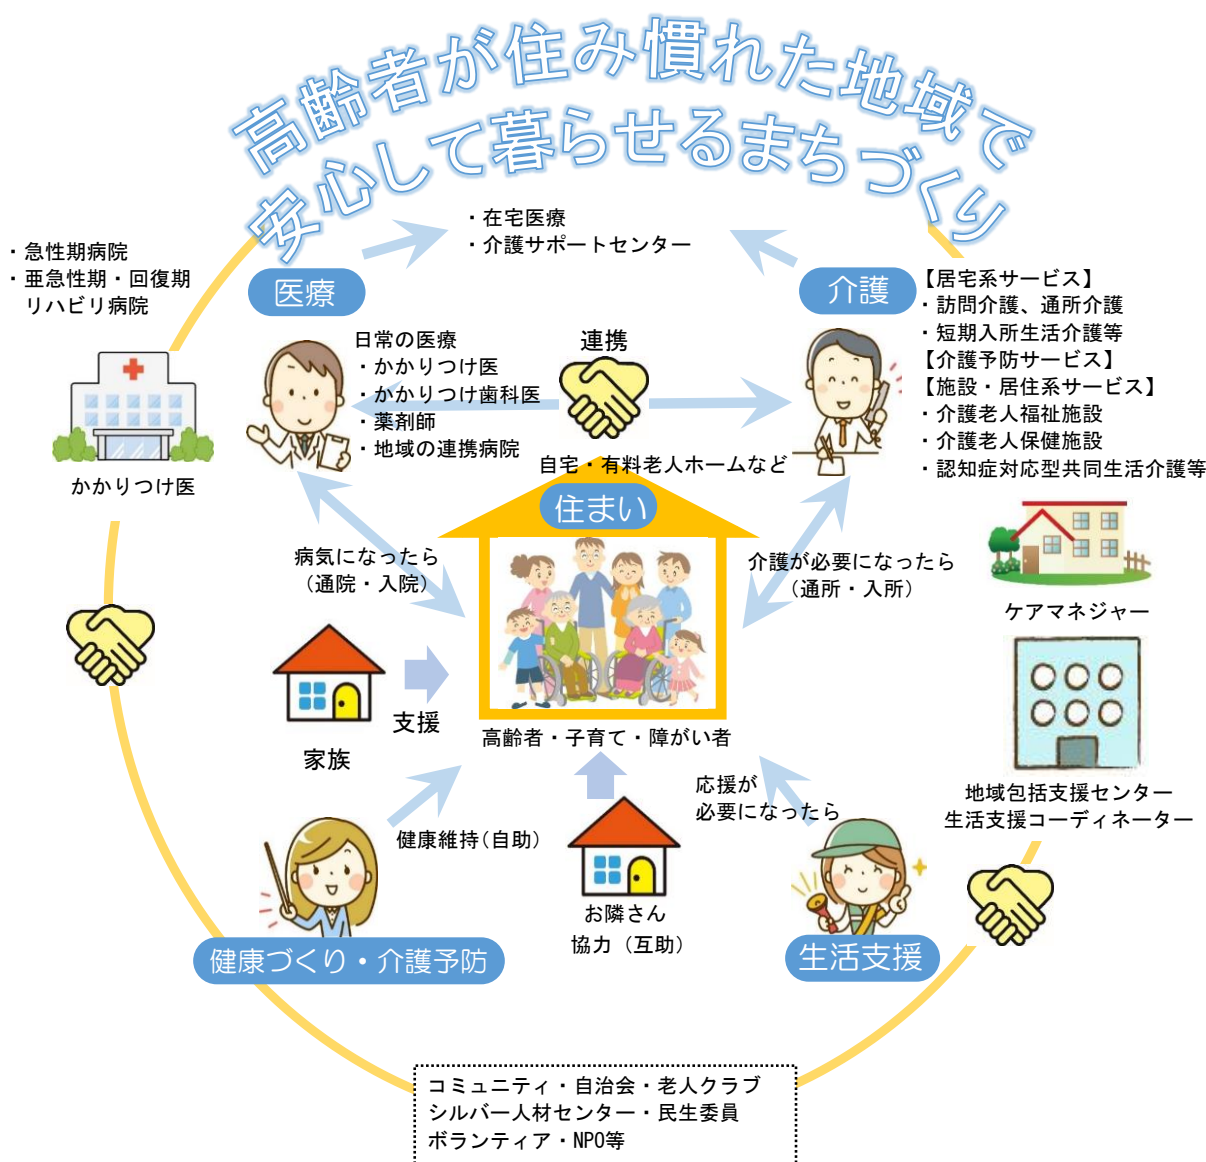 高齢者が住み慣れた地域で
安心して暮らせるまちづくり
・在宅医療
・介護サポートセンター
・急性期病院
・亜急性期・回復期
リハビリ病院
医療
介護
【居宅系サービス】
・訪問介護、通所介護
・短期入所生活介護等
【介護予防サービス】
【施設・居住系サービス】
・介護老人福祉施設
・介護老人保健施設
・認知症対応型共同生活介護等
日常の医療
・かかりつけ医
・かかりつけ歯科医
・薬剤師
・地域の連携病院
連携
かかりつけ医
自宅・有料老人ホームなど
住まい
病気になったら
（通院・入院）
介護が必要になったら
（通所・入所）
ケアマネジャー
支援
家族
高齢者・子育て・障がい者
地域包括支援センター
生活支援コーディネーター
応援が
必要になったら
健康維持(自助)
お隣さん
協力（互助）
健康づくり・介護予防
生活支援
コミュニティ・自治会・老人クラブ
シルバー人材センター・民生委員
ボランティア・NPO等